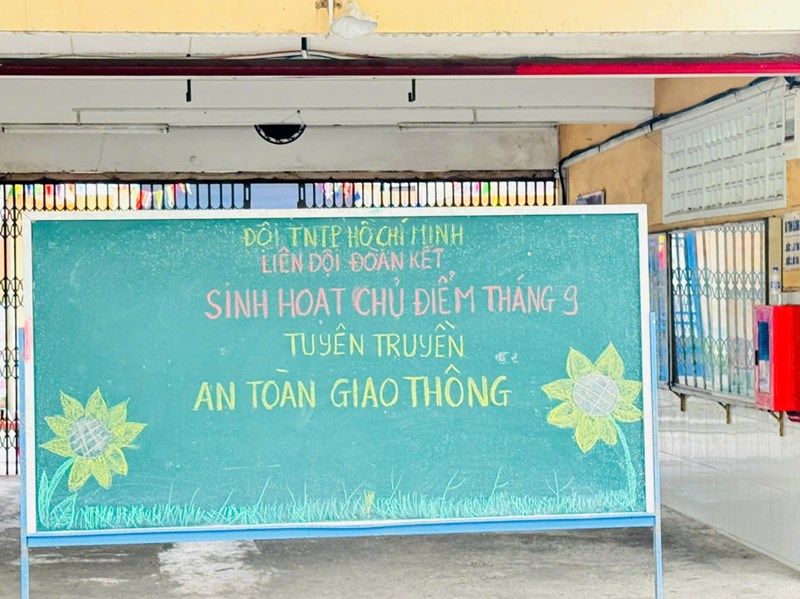 ĐỘI TNTP HỒ CHÍ MINH
LIÊN ĐỘI ĐOÀN KẾT
SINH HOẠT CHỦ ĐIỂM THÁNG 9
TUYÊN TRUYỀN
AN TOÀN GIAO THÔNG